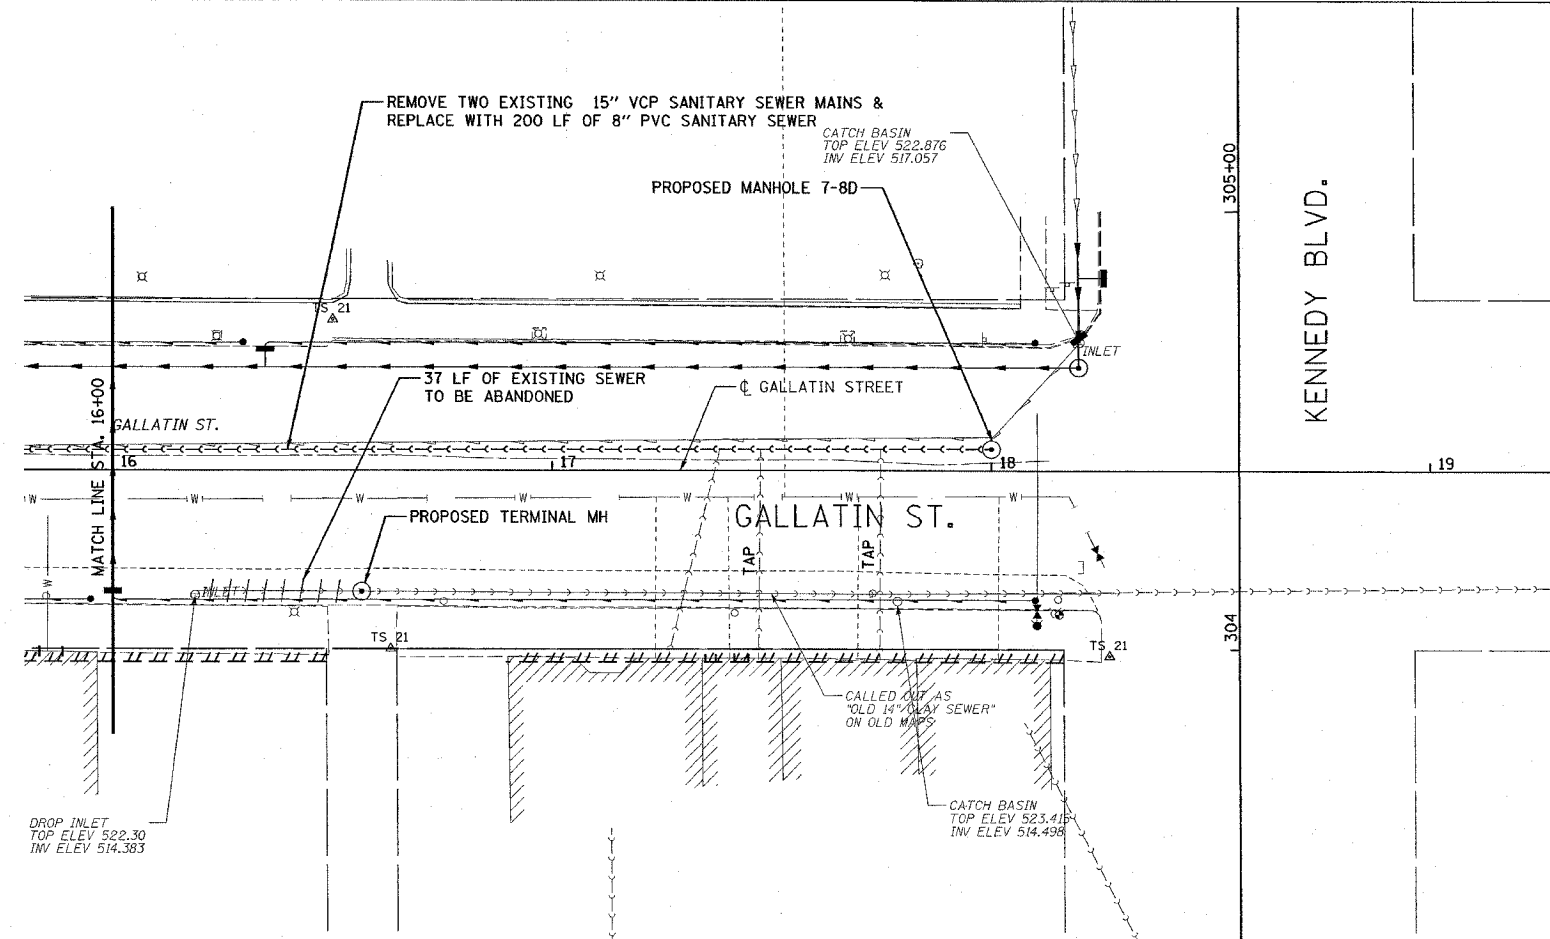 REMOVE TWO EXISTING 15" VCP SANITARY SEWER MAINS &
REPLACE WITH 200 LF OF 8" PVC SANITARY SEWER
CATCH BASIN
TOP ELEV 522.876
INV ELEV 517.057
PROPOSED MANHOLE 7-8D
305+00
KENNEDY BLVD.
TS 21
INLET
37 LF OF EXISTING SEWER
TO BE ABANDONED
℄ GALLATIN STREET
MATCH LINE STA. 16+00
GALLATIN ST.
16
17
18
19
W
W
W
W
W
W
W
PROPOSED TERMINAL MH
GALLATIN ST.
TAP
TAP
W
INLET
304
TS 21
TS 21
CALLED OUT AS
"OLD 14" CLAY SEWER"
ON OLD MAPS
CATCH BASIN
TOP ELEV 523.415
INV ELEV 514.498
DROP INLET
TOP ELEV 522.30
INV ELEV 514.383